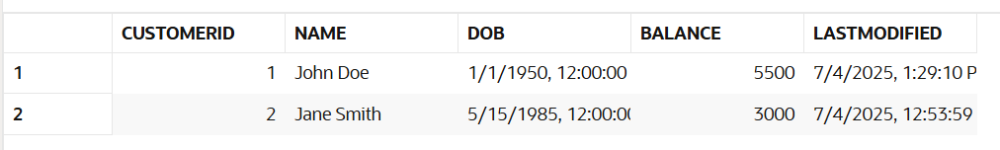 CUSTOMERID NAME DOB BALANCE LASTMODIFIED
1 1 John Doe 1/1/1950, 12:00:00 5500 7/4/2025, 1:29:10 P
2 2 Jane Smith 5/15/1985, 12:00:00 3000 7/4/2025, 12:53:59